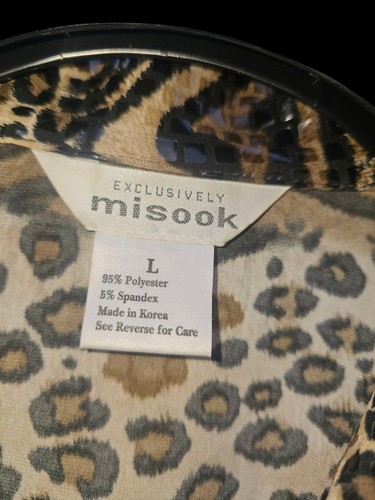 EXCLUSIVELY
misook
L
95% Polyester
5% Spandex
Made in Korea
See Reverse for Care